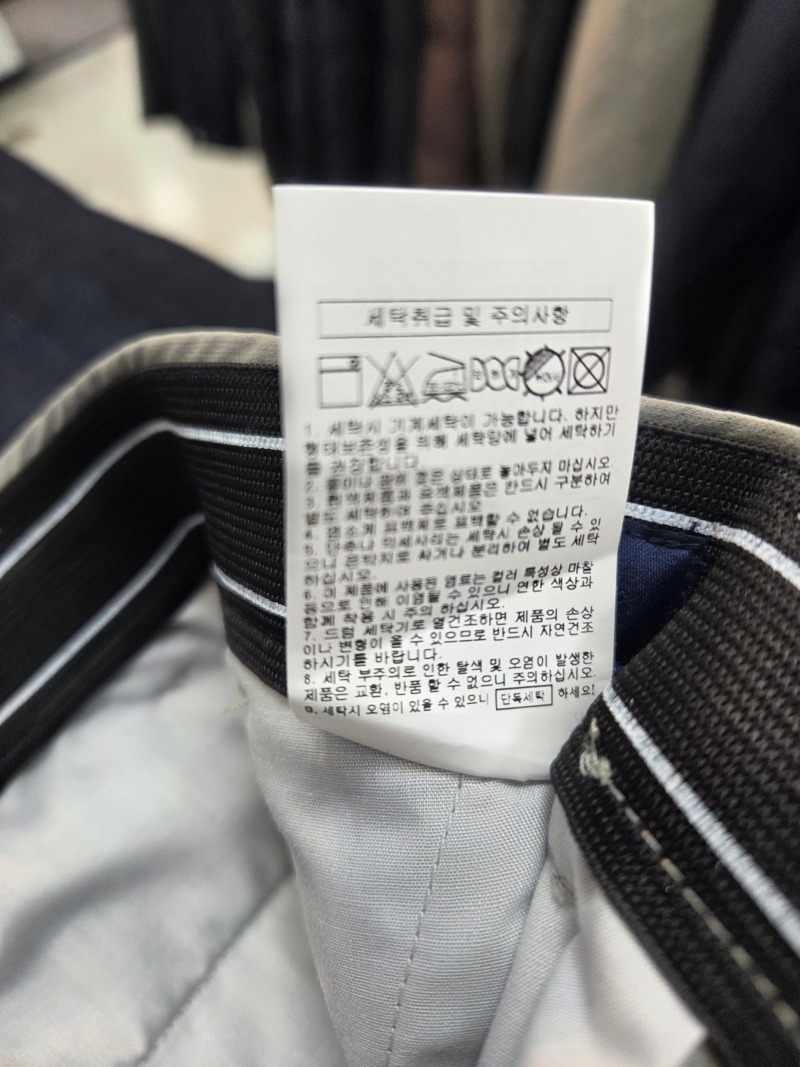 세탁취급 및 주의사항
1. 세탁시 기계세탁이 가능합니다. 하지만
형태보존성을 위해 세탁망에 넣어 세탁하기
를 권장합니다.
2. 물이나 땀에 젖은 상태로 놓아두지 마십시오
3. 흰색제품과 유색제품은 반드시 구분하여
별도 세탁하여 주십시오
4. 염소계 표백제로 표백할 수 없습니다.
5. 단추나 악세사리는 세탁시 손상 될 수 있
으니 은박지로 싸거나 분리하여 별도 세탁
하십시오.
6. 이 제품에 사용된 염료는 컬러 특성상 마찰
등으로 인해 이염될 수 있으니 연한 색상과
함께 착용 시 주의 하십시오.
7. 드럼 세탁기로 열건조하면 제품의 손상
이나 변형이 올 수 있으므로 반드시 자연건조
하시기를 바랍니다.
8. 세탁 부주의로 인한 탈색 및 오염이 발생한
제품은 교환, 반품 할 수 없으니 주의하십시오.
9. 세탁시 오염이 있을 수 있으니 단독세탁 하세요!